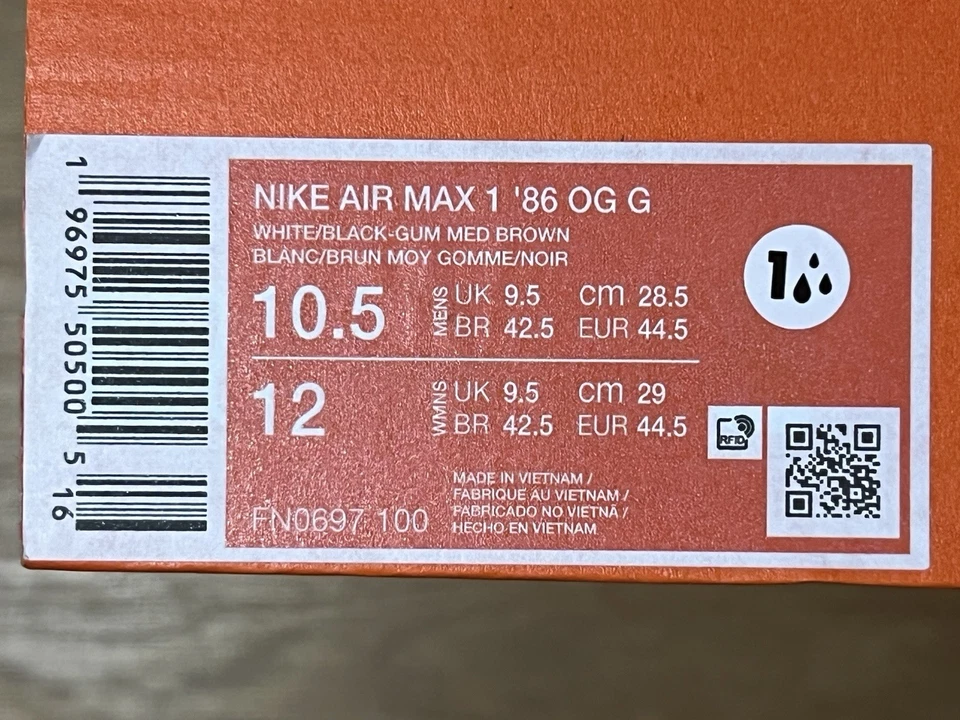 1 96975 50500 5 16
NIKE AIR MAX 1 '86 OG G
WHITE/BLACK-GUM MED BROWN
BLANC/BRUN MOY GOMME/NOIR
10.5 MENS UK 9.5 cm 28.5
BR 42.5 EUR 44.5
12 WMNS UK 9.5 cm 29
BR 42.5 EUR 44.5
FN0697 100
MADE IN VIETNAM /
FABRIQUE AU VIETNAM /
FABRICADO NO VIETNÃ /
HECHO EN VIETNAM
1
RFID